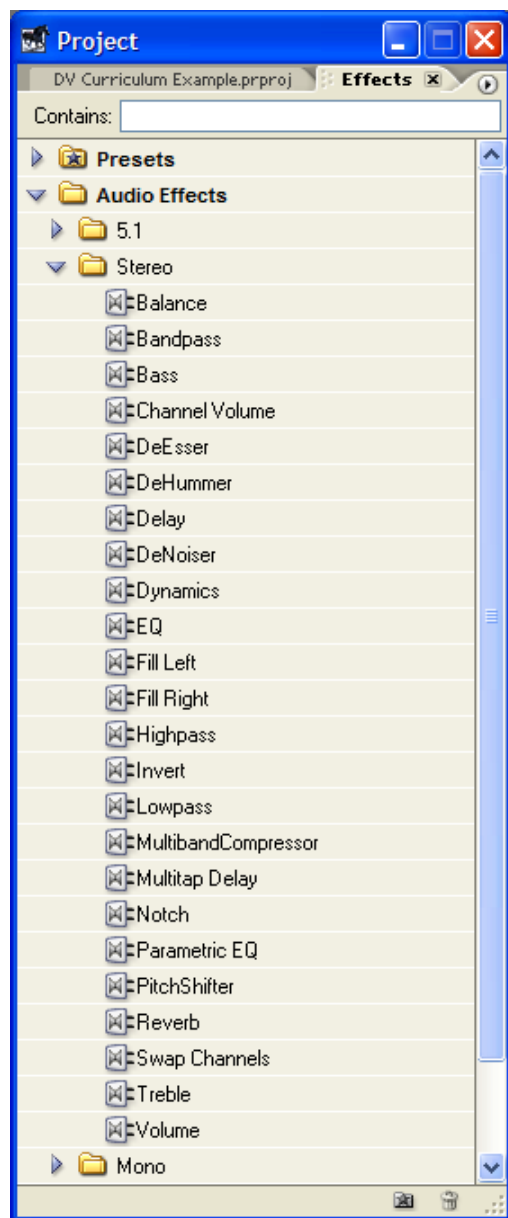 Project
DV Curriculum Example.prproj Effects
Contains:
Presets
Audio Effects
5.1
Stereo
Balance
Bandpass
Bass
Channel Volume
DeEsser
DeHummer
Delay
DeNoiser
Dynamics
EQ
Fill Left
Fill Right
Highpass
Invert
Lowpass
MultibandCompressor
Multitap Delay
Notch
Parametric EQ
PitchShifter
Reverb
Swap Channels
Treble
Volume
Mono